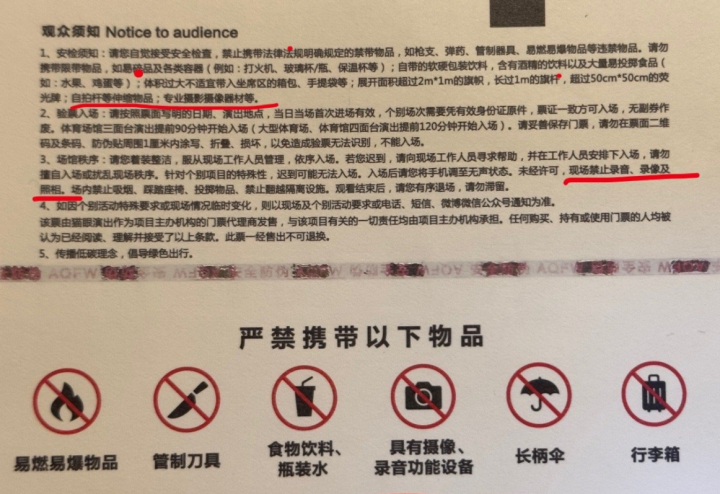 观众须知 Notice to audience
1、安检须知：请您自觉接受安全检查，禁止携带法律法规明确规定的禁带物品，如枪支、弹药、管制器具、易燃易爆物品等违禁物品。请勿
携带限带物品，如易碎品及各类容器（例如：打火机、玻璃杯/瓶、保温杯等）；自带的软硬包装饮料，含有酒精的饮料以及大量易投掷食品（
如：水果、鸡蛋等）；体积过大不适宜带入坐席区的箱包、手提袋等；展开面积超过2m*1m的旗帜，长过1m的旗杆，超过50cm*50cm的荧
光牌；自拍杆等伸缩物品；专业摄影摄像器材等。
2、验票入场：请按照票面写明的日期、演出地点，当日当场首次进场有效，个别场次需要凭有效身份证原件，票证一致方可入场，无副券作
废。体育场馆三面台演出提前90分钟开始入场（大型体育场、体育馆四面台演出提前120分钟开始入场）。请妥善保存门票，请勿在票面二维
码及条码、防伪贴周围1厘米内涂写、折叠、损坏，以免造成验票无法识别，不能入场。
3、场馆秩序：请您着装整洁，服从现场工作人员管理，依序入场。若您迟到，请向现场工作人员寻求帮助，并在工作人员安排下入场，请勿
擅自入场或扰乱现场秩序。针对个别项目的特殊性，迟到可能无法入场。入场后请您将手机调至无声状态。未经许可，现场禁止录音、录像及
照相。场内禁止吸烟、踩踏座椅、投掷物品、禁止翻越隔离设施。观看结束后，请您有序退场，请勿滞留。
4、如因个别活动特殊要求或现场情况临时变化，则以现场及个别活动要求或电话、短信、微博微信公众号通知为准。
该票由猫眼演出作为项目主办机构的门票代理商发售，与该项目有关的一切责任均由项目主办机构承担。任何购买、持有或使用门票的人均被
认为已经阅读、理解并接受了以上条款。此票一经售出不可退换。
5、传播低碳理念，倡导绿色出行。
严禁携带以下物品
易燃易爆物品
管制刀具
食物饮料、
瓶装水
具有摄像、
录音功能设备
长柄伞
行李箱